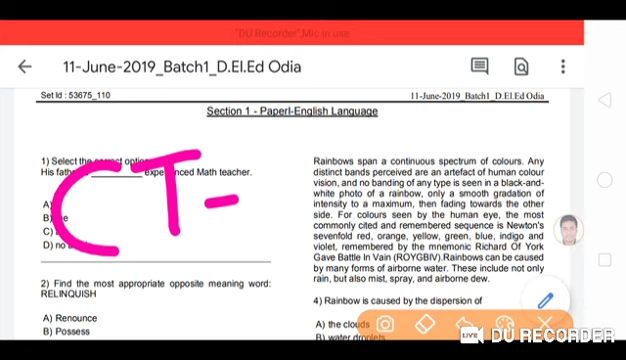 "DU Recorder",Mic in use
11-June-2019_Batch1_D.El.Ed Odia
Set Id : 53675_110
11-June-2019_Batch1_D.El.Ed Odia
Section 1 - PaperI-English Language
1) Select the correct option
His fath ________ experienced Math teacher.
A)
B)
C)
D) no
CT-
2) Find the most appropriate opposite meaning word:
RELINQUISH
A) Renounce
B) Possess
Rainbows span a continuous spectrum of colours. Any
distinct bands perceived are an artefact of human colour
vision, and no banding of any type is seen in a black-and-
white photo of a rainbow, only a smooth gradation of
intensity to a maximum, then fading towards the other
side. For colours seen by the human eye, the most
commonly cited and remembered sequence is Newton's
sevenfold red, orange, yellow, green, blue, indigo and
violet, remembered by the mnemonic Richard Of York
Gave Battle In Vain (ROYGBIV).Rainbows can be caused
by many forms of airborne water. These include not only
rain, but also mist, spray, and airborne dew.
4) Rainbow is caused by the dispersion of
A) the clouds
B) water droplets
LIVE
DU RECORDER